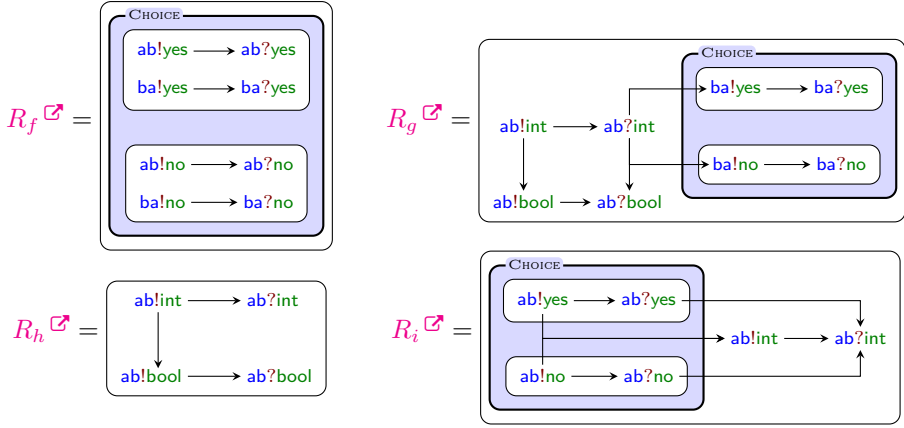 R_f =
CHOICE
ab!yes ab?yes
ba!yes ba?yes
ab!no ab?no
ba!no ba?no
R_g =
CHOICE
ba!yes ba?yes
ab!int ab?int
ba!no ba?no
ab!bool ab?bool
R_h =
ab!int ab?int
ab!bool ab?bool
R_i =
CHOICE
ab!yes ab?yes
ab!int ab?int
ab!no ab?no